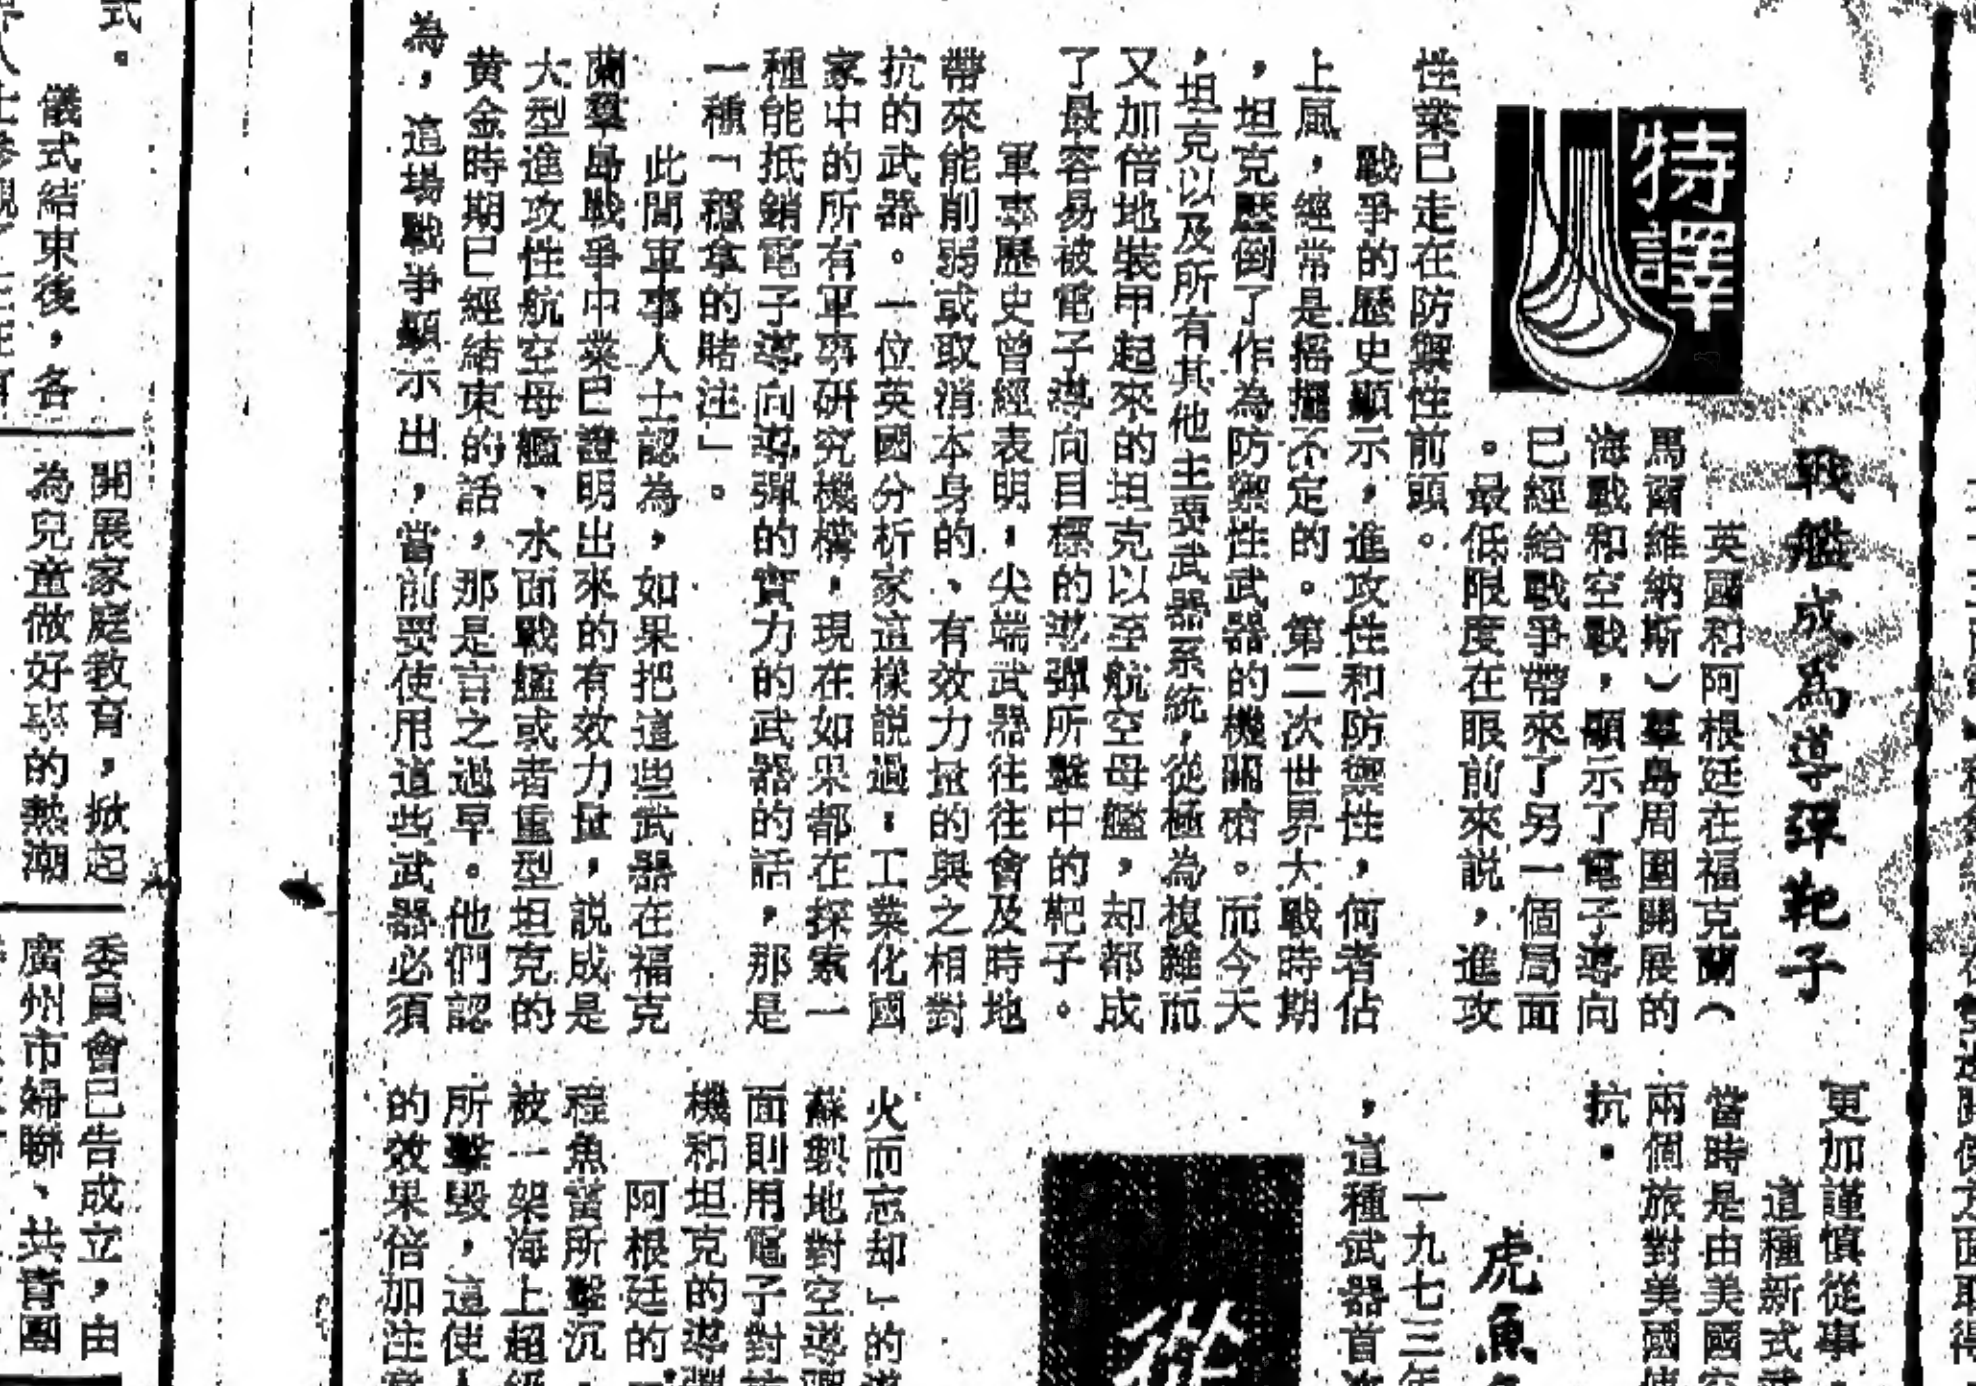 特譯
戰艦成爲導彈靶子
英國和阿根廷在福克蘭（
馬爾維納斯）羣島周圍開展的
海戰和空戰，顯示了電子導向
已經給戰爭帶來了另一個局面
。最低限度在眼前來説，進攻
性業已走在防禦性前頭。
戰爭的歷史顯示，進攻性和防禦性，何者佔
上風，經常是搖擺不定的。第二次世界大戰時期
，坦克壓倒了作為防禦性武器的機關槍。而今天
，坦克以及所有其他主要武器系統，從極為複雜而
又加倍地裝甲起來的坦克以至航空母艦，却都成
了最容易被電子導向目標的導彈所擊中的靶子。
軍事歷史曾經表明，尖端武器往往會及時地
帶來能削弱或取消本身的、有效力量的與之相對
抗的武器。一位英國分析家這樣説過：工業化國
家中的所有軍事研究機構，現在如果都在探索一
種能抵銷電子導向導彈的實力的武器的話，那是
一種「穩拿的賭注」。
此間軍事人士認為，如果把這些武器在福克
蘭羣島戰爭中業已證明出來的有效力量，説成是
大型進攻性航空母艦、水面戰艦或者重型坦克的
黃金時期已經結束的話，那是言之過早。他們認
為，這場戰爭顯示出，當前要使用這些武器必須
更加謹慎從事
這種新式
當時是由美國
兩個旅對美國
抗。
虎魚
，這種武器首
一九七三年
從
火而忘却」的
蘇製地對空導彈
面則用電子對抗
機和坦克的導彈
阿根廷的
程魚雷所擊沉，
被一架海上超級
所擊毀，這使
的效果倍加注意
式。
儀式結束後，各
開展家庭教育，掀起
為兒童做好事的熱潮
委員會已告成立，由
廣州市婦聯、共青團